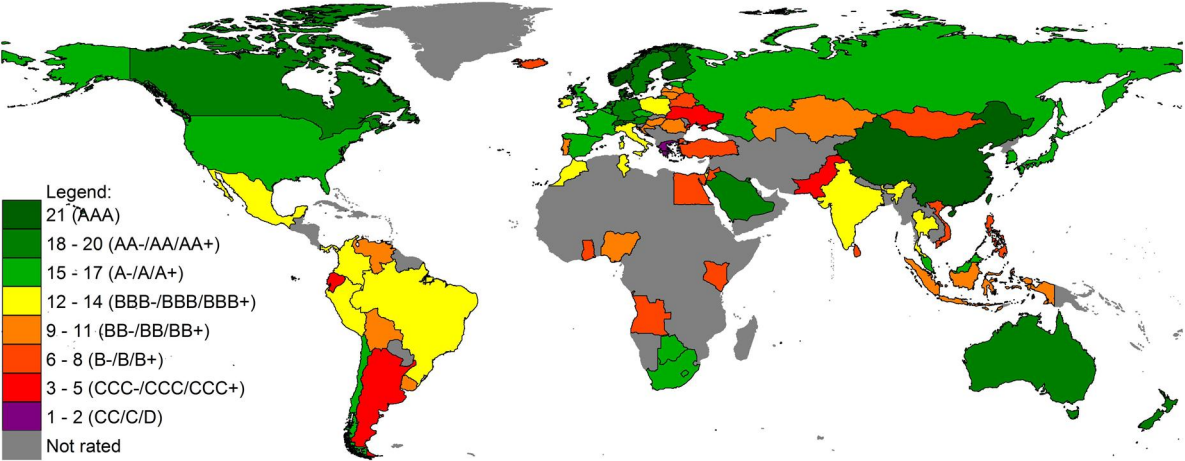 Legend:
21 (AAA)
18 - 20 (AA-/AA/AA+)
15 - 17 (A-/A/A+)
12 - 14 (BBB-/BBB/BBB+)
9 - 11 (BB-/BB/BB+)
6 - 8 (B-/B/B+)
3 - 5 (CCC-/CCC/CCC+)
1 - 2 (CC/C/D)
Not rated